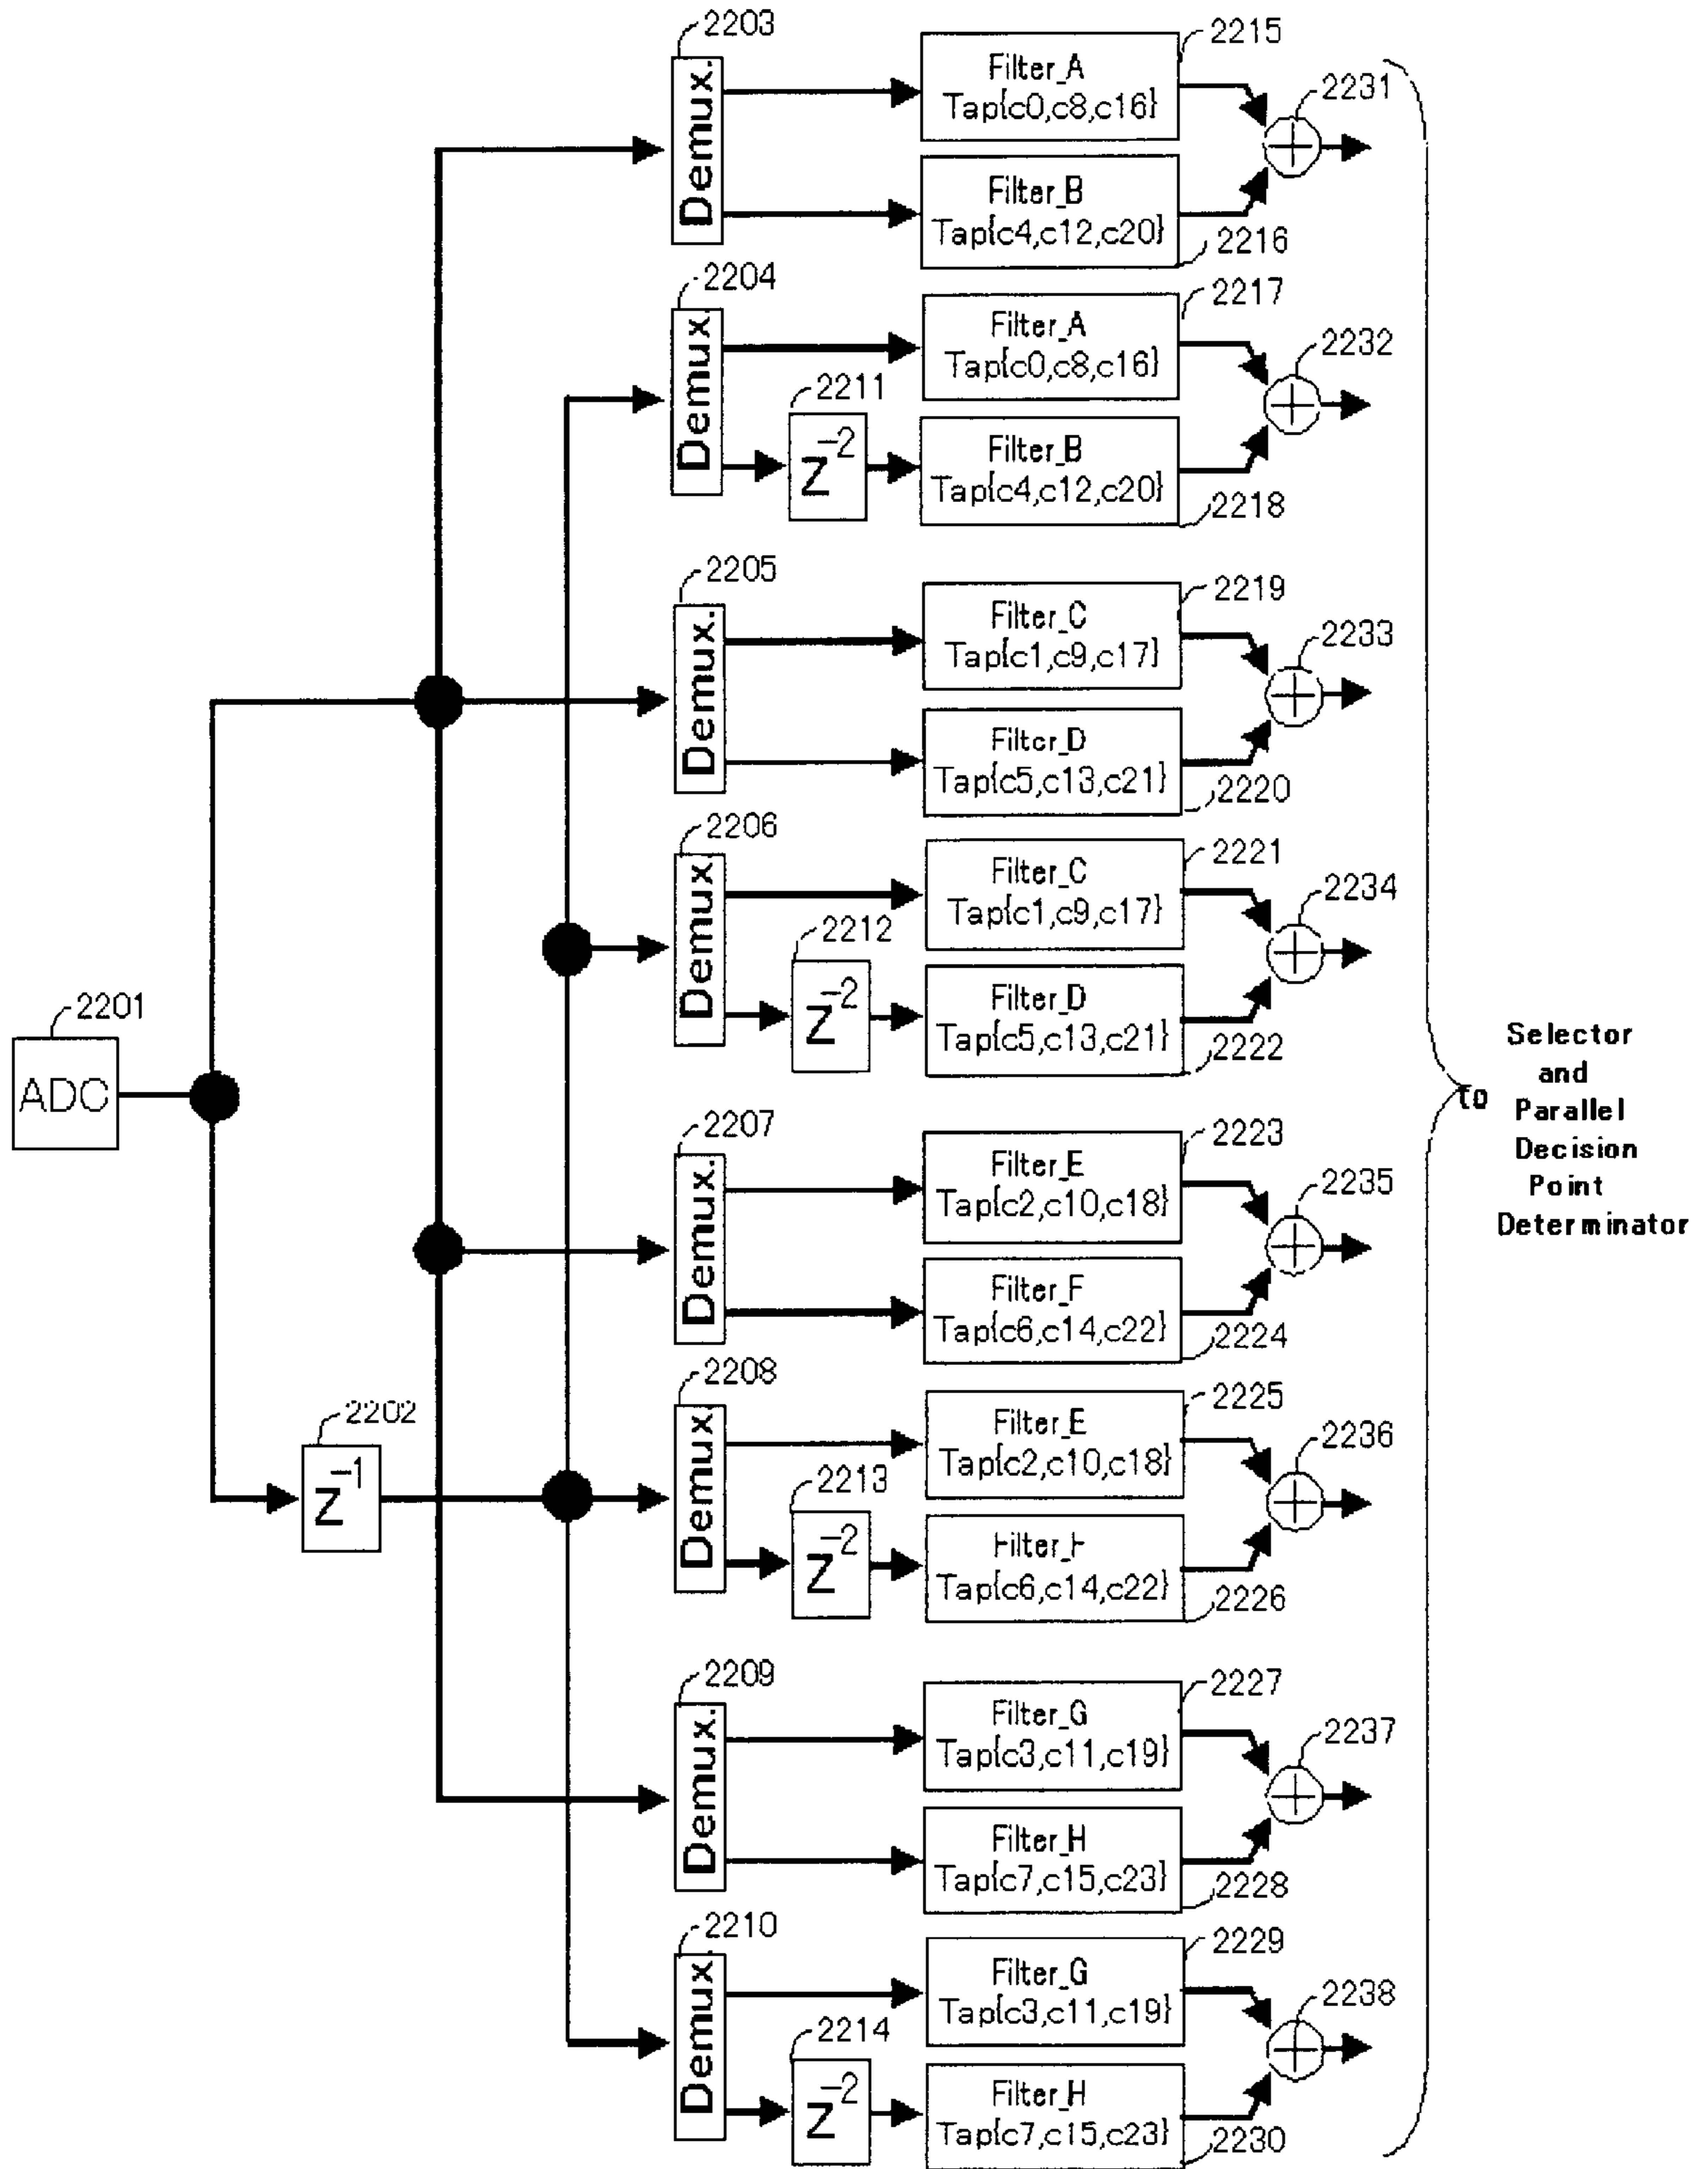 2203
Demux.
Filter_A
Tap{c0,c8,c16}
2215
Filter_B
Tap{c4,c12,c20}
2216
2231
2204
Demux.
Filter_A
Tap{c0,c8,c16}
2217
2211
Z-2
Filter_B
Tap{c4,c12,c20}
2218
2232
2205
Demux.
Filter_C
Tap{c1,c9,c17}
2219
Filter_D
Tap{c5,c13,c21}
2220
2233
2206
Demux.
Filter_C
Tap{c1,c9,c17}
2221
2212
Z-2
Filter_D
Tap{c5,c13,c21}
2222
2234
2201
ADC
2202
Z-1
2207
Demux.
Filter_E
Tap{c2,c10,c18}
2223
Filter_F
Tap{c6,c14,c22}
2224
2235
2208
Demux.
Filter_E
Tap{c2,c10,c18}
2225
2213
Z-2
Filter_F
Tap{c6,c14,c22}
2226
2236
2209
Demux.
Filter_G
Tap{c3,c11,c19}
2227
Filter_H
Tap{c7,c15,c23}
2228
2237
2210
Demux.
Filter_G
Tap{c3,c11,c19}
2229
2214
Z-2
Filter_H
Tap{c7,c15,c23}
2230
2238
to
Selector
and
Parallel
Decision
Point
Determinator